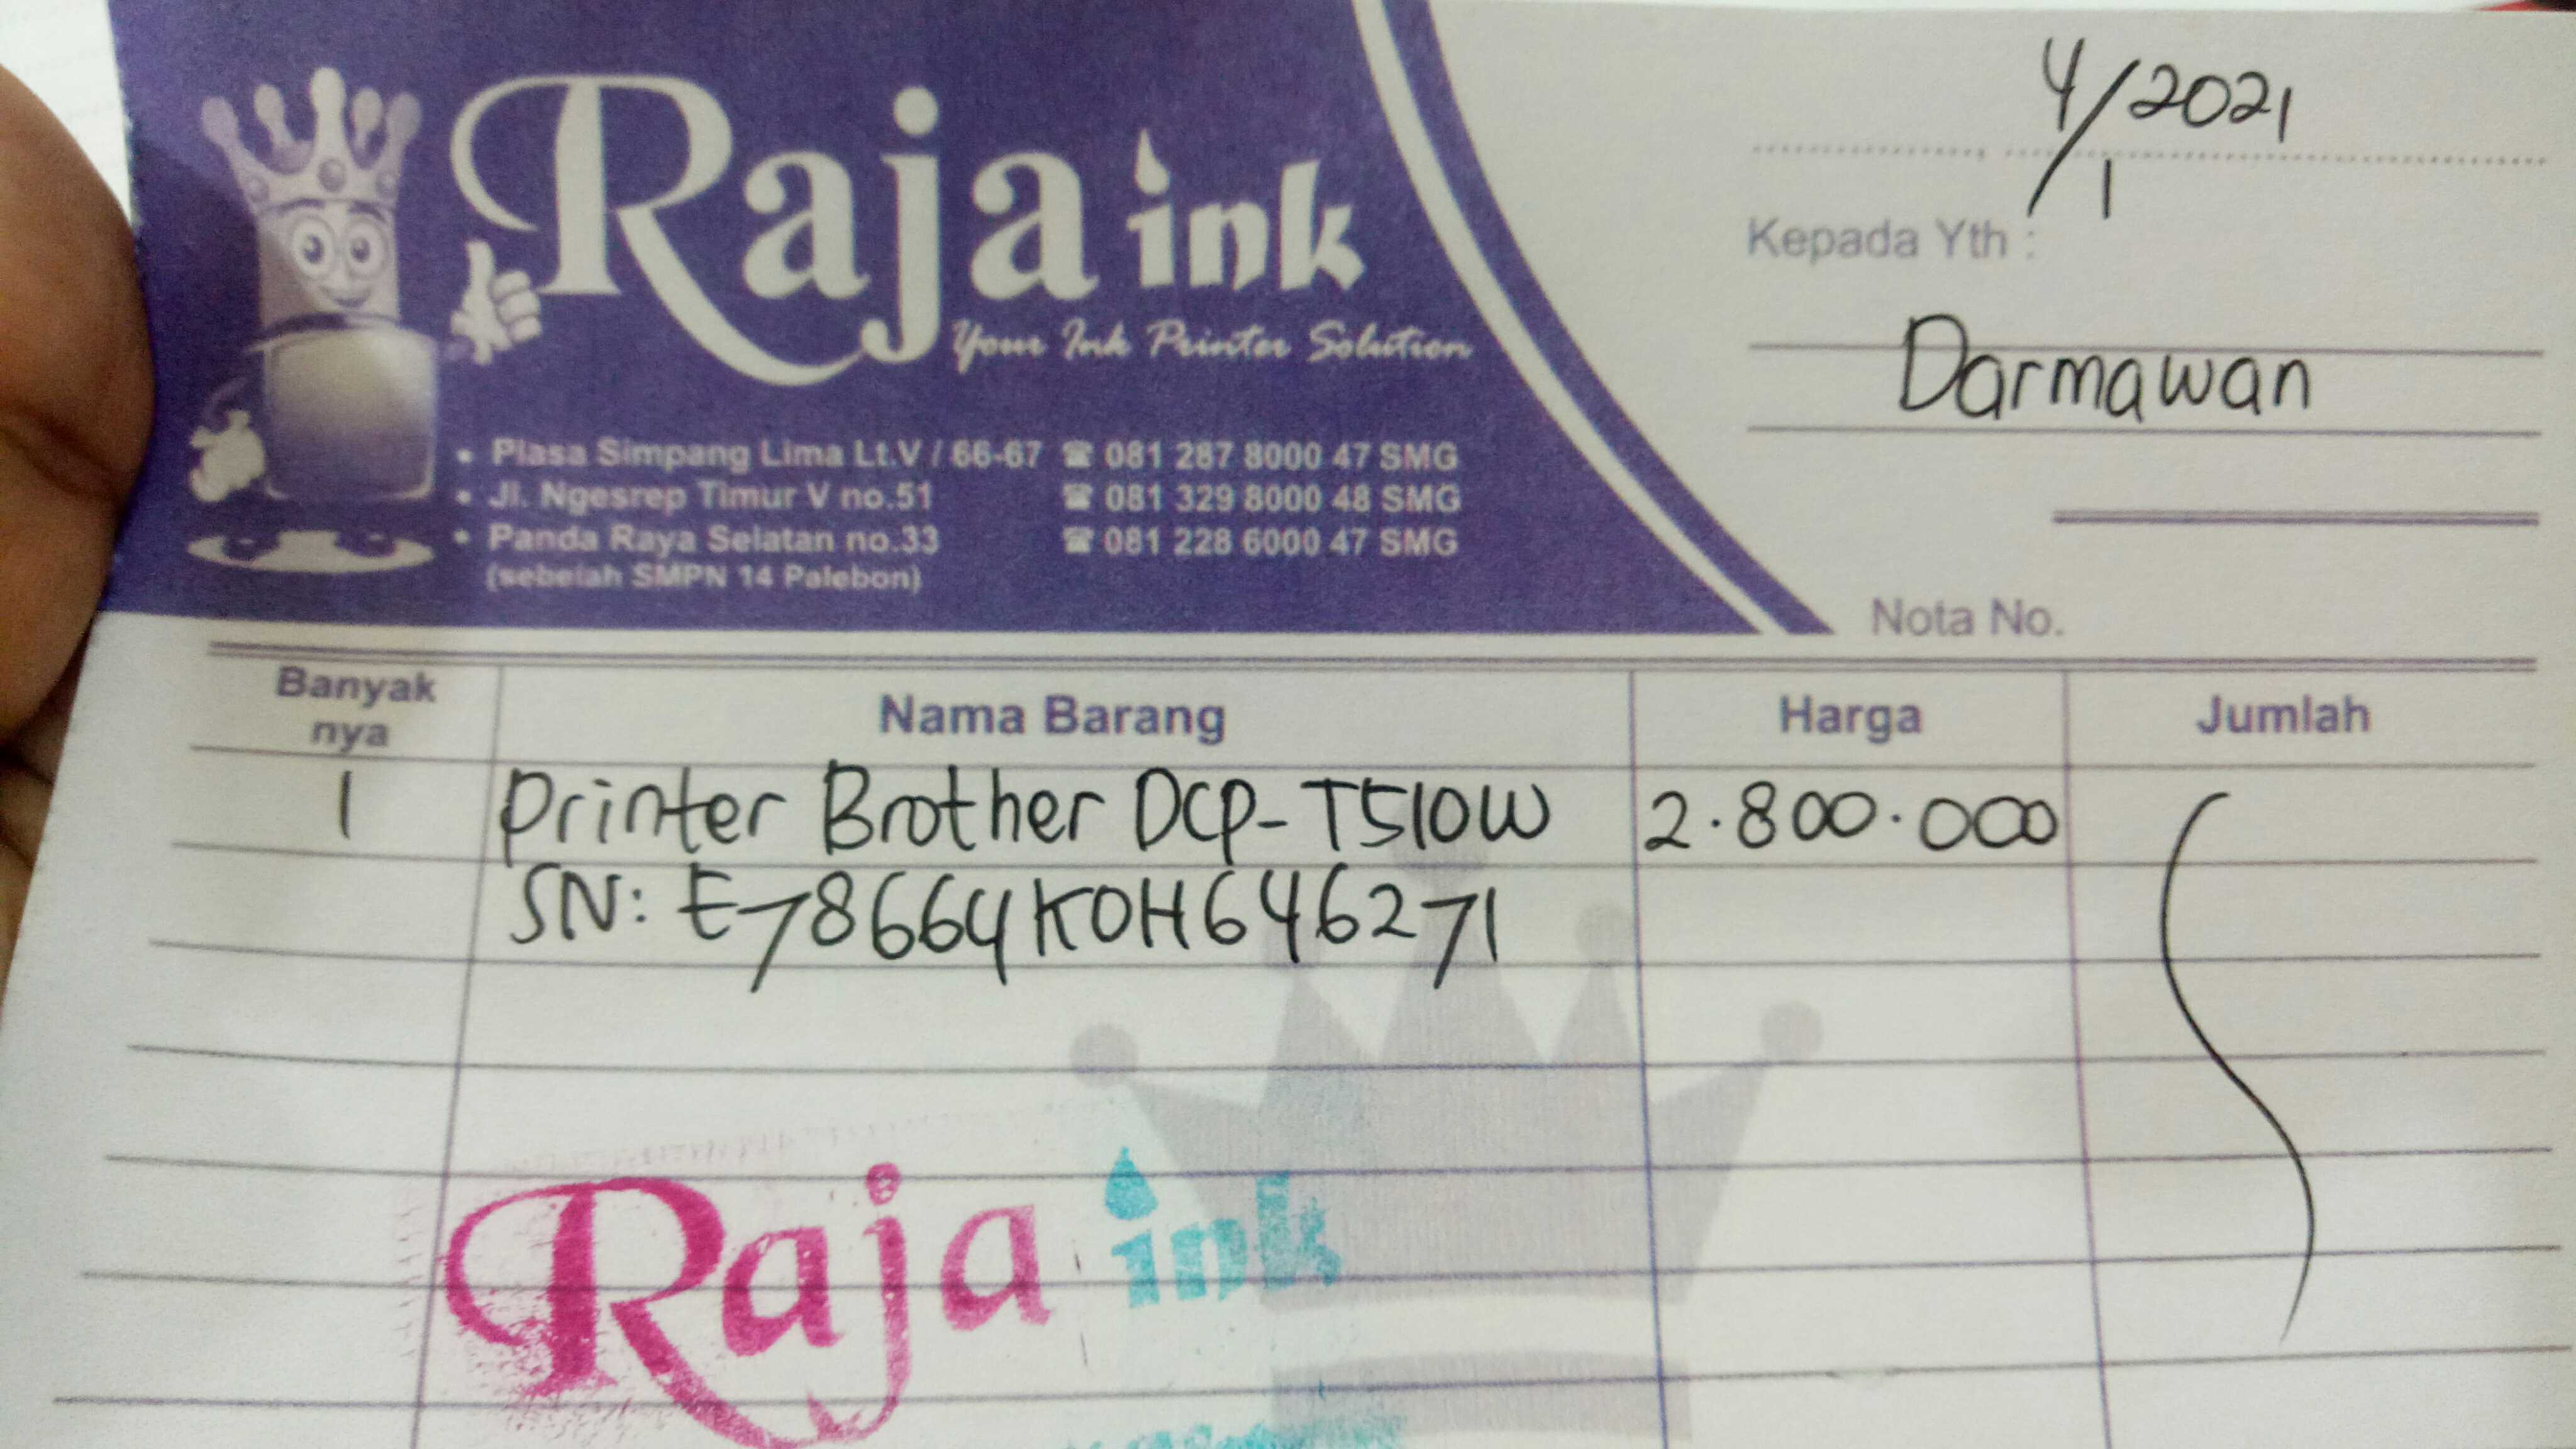 4/1 2021
Raja ink
Your Ink Printer Solution
Kepada Yth :
Darmawan
• Plasa Simpang Lima Lt.V / 66-67 ☎ 081 287 8000 47 SMG
• Jl. Ngesrep Timur V no.51 ☎ 081 329 8000 48 SMG
• Panda Raya Selatan no.33 ☎ 081 228 6000 47 SMG
(sebelah SMPN 14 Palebon)
Nota No.
Banyak nya Nama Barang Harga Jumlah
1 Printer Brother DCP-T510W 2.800.000
SN: E78664K0H646271
Raja ink